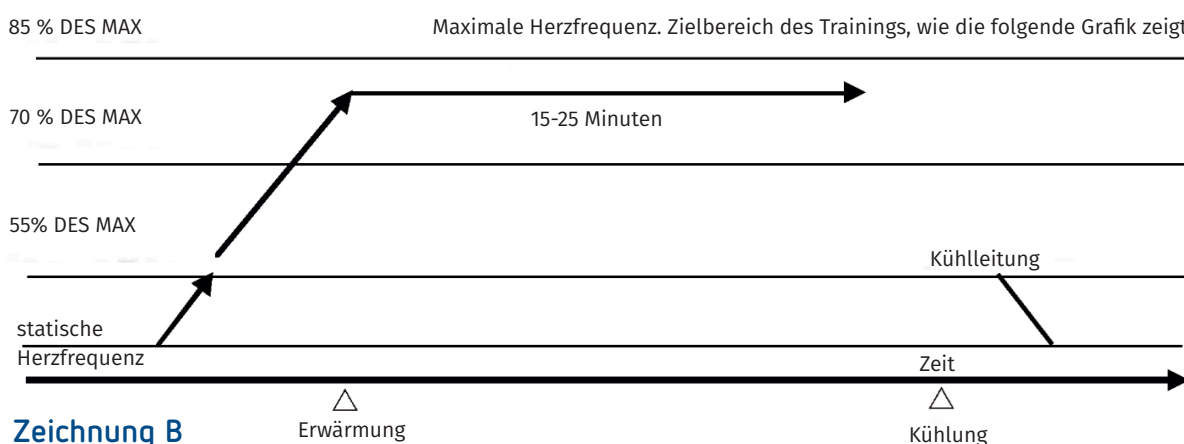 85 % DES MAX
Maximale Herzfrequenz. Zielbereich des Trainings, wie die folgende Grafik zeigt
70 % DES MAX
15-25 Minuten
55% DES MAX
Kühlleitung
statische
Herzfrequenz
Zeit
Erwärmung
Kühlung
Zeichnung B